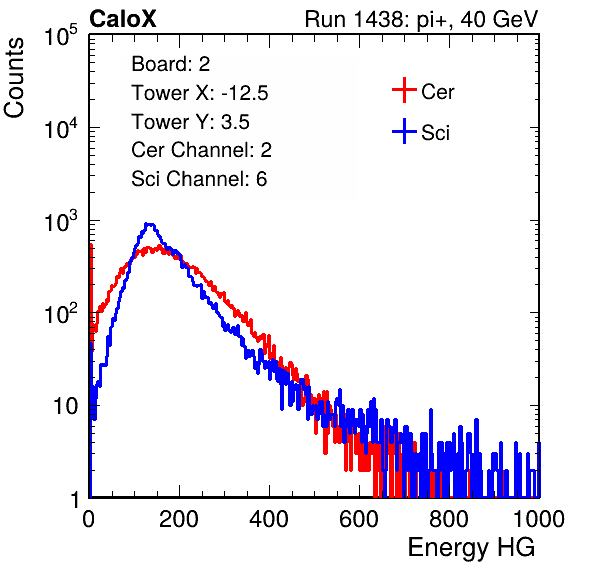 CaloX Run 1438: pi+, 40 GeV
Counts
Board: 2
Tower X: -12.5
Tower Y: 3.5
Cer Channel: 2
Sci Channel: 6
Cer
Sci
10^5
10^4
10^3
10^2
10
1
0 200 400 600 800 1000
Energy HG